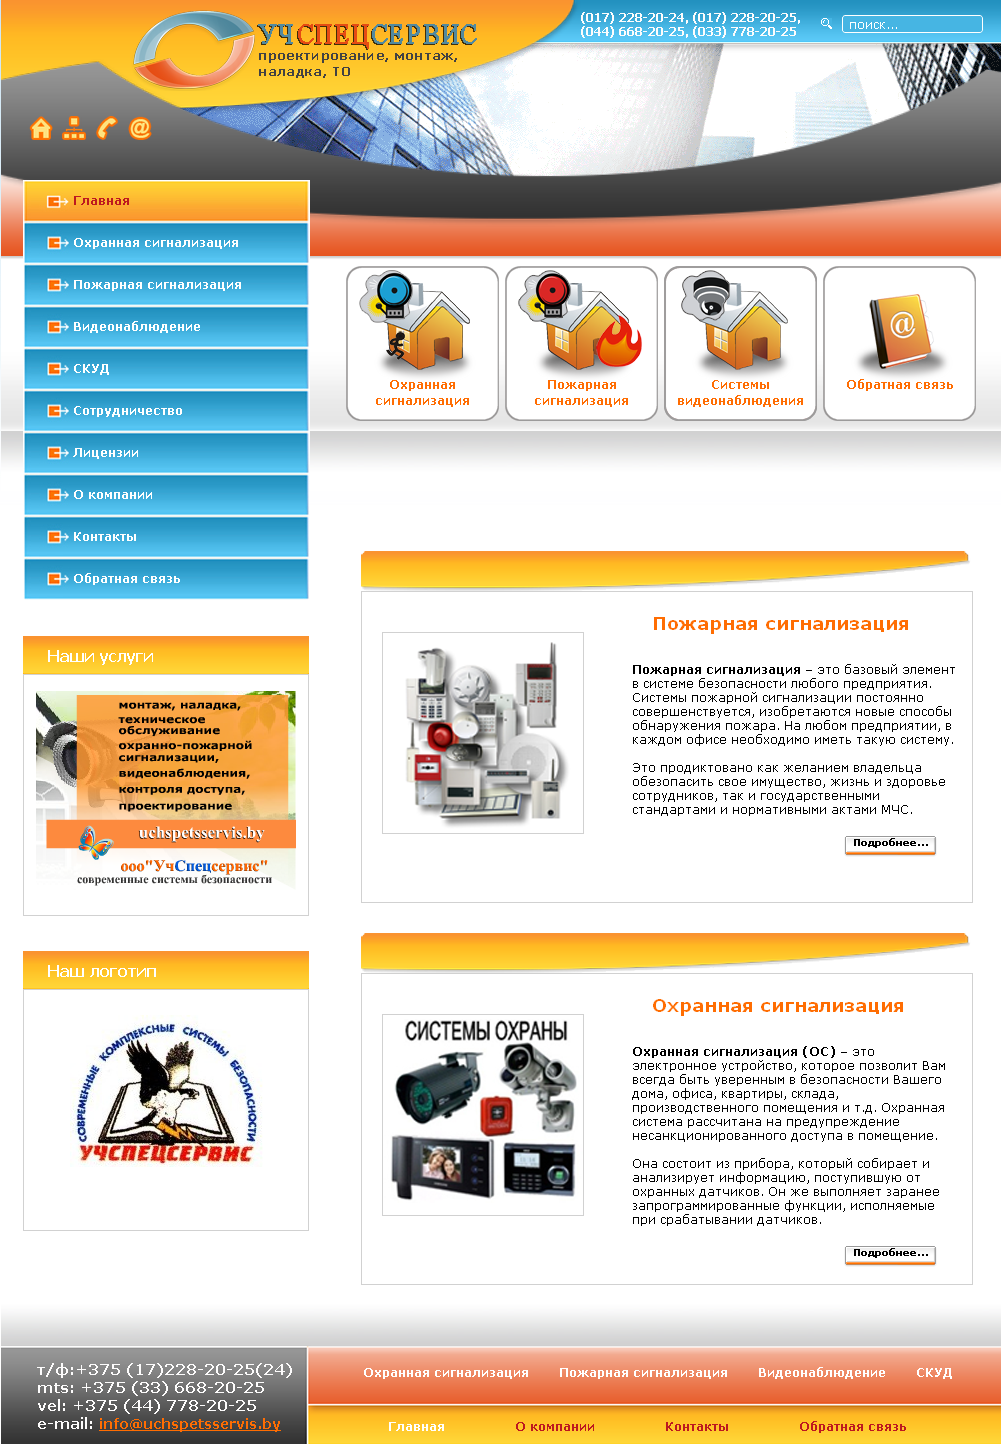 УЧСПЕЦСЕРВИС
проектирование, монтаж,
наладка, ТО
(017) 228-20-24, (017) 228-20-25,
(044) 668-20-25, (033) 778-20-25
поиск...
Главная
Охранная сигнализация
Пожарная сигнализация
Видеонаблюдение
СКУД
Сотрудничество
Лицензии
О компании
Контакты
Обратная связь
Охранная
сигнализация
Пожарная
сигнализация
Системы
видеонаблюдения
Обратная связь
Наши услуги
монтаж, наладка,
техническое
обслуживание
охранно-пожарной
сигнализации,
видеонаблюдения,
контроля доступа,
проектирование
uchspetsservis.by
ооо"УчСпецсервис"
современные системы безопасности
Наш логотип
СОВРЕМЕННЫЕ КОМПЛЕКСНЫЕ СИСТЕМЫ БЕЗОПАСНОСТИ
УЧСПЕЦСЕРВИС
Пожарная сигнализация
Пожарная сигнализация – это базовый элемент
в системе безопасности любого предприятия.
Системы пожарной сигнализации постоянно
совершенствуется, изобретаются новые способы
обнаружения пожара. На любом предприятии, в
каждом офисе необходимо иметь такую систему.
Это продиктовано как желанием владельца
обезопасить свое имущество, жизнь и здоровье
сотрудников, так и государственными
стандартами и нормативными актами МЧС.
Подробнее...
Охранная сигнализация
СИСТЕМЫ ОХРАНЫ
Охранная сигнализация (ОС) – это
электронное устройство, которое позволит Вам
всегда быть уверенным в безопасности Вашего
дома, офиса, квартиры, склада,
производственного помещения и т.д. Охранная
система рассчитана на предупреждение
несанкционированного доступа в помещение.
Она состоит из прибора, который собирает и
анализирует информацию, поступившую от
охранных датчиков. Он же выполняет заранее
запрограммированные функции, исполняемые
при срабатывании датчиков.
Подробнее...
т/ф:+375 (17)228-20-25(24)
mts: +375 (33) 668-20-25
vel: +375 (44) 778-20-25
e-mail: info@uchspetsservis.by
Охранная сигнализация
Пожарная сигнализация
Видеонаблюдение
СКУД
Главная
О компании
Контакты
Обратная связь